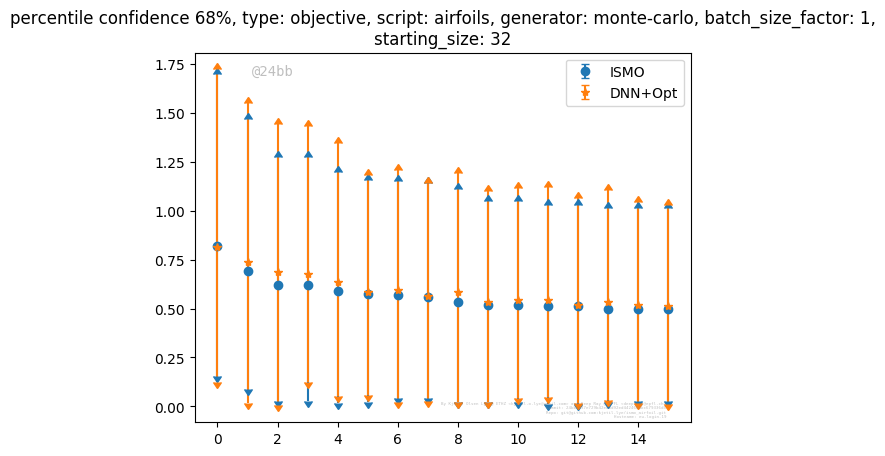 percentile confidence 68%, type: objective, script: airfoils, generator: monte-carlo, batch_size_factor: 1,
starting_size: 32
@24bb
ISMO
DNN+Opt
1.75
1.50
1.25
1.00
0.75
0.50
0.25
0.00
0 2 4 6 8 10 12 14